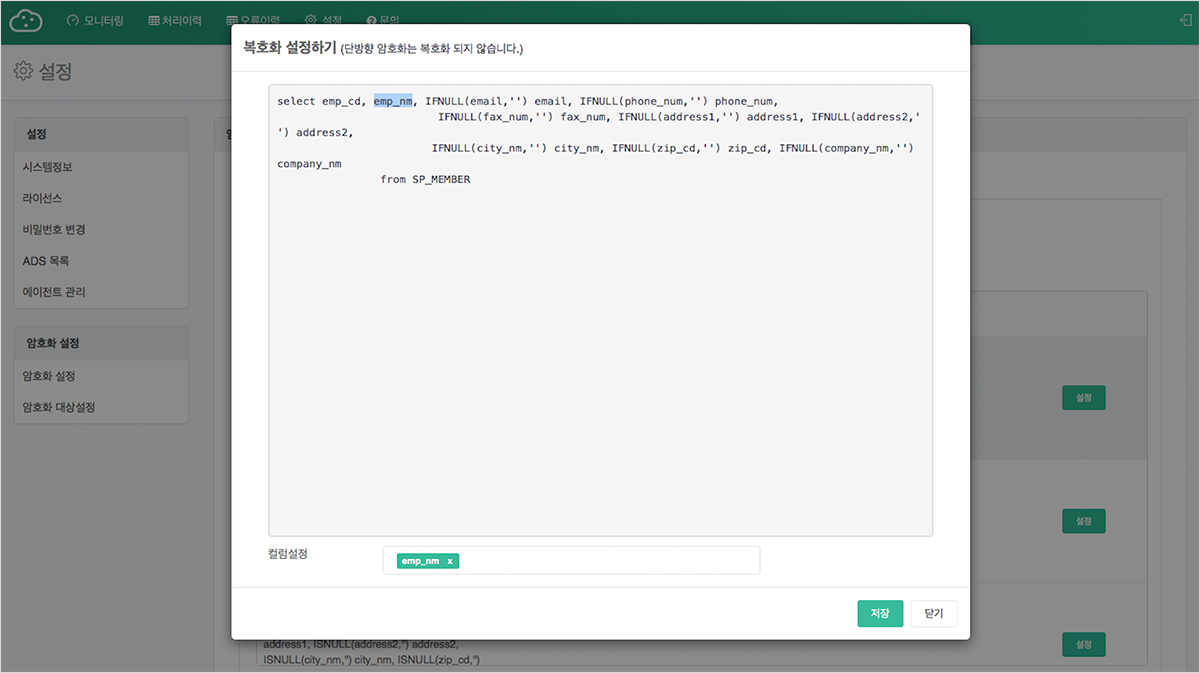 모니터링 처리이력 오류이력 설정 문의
설정
설정
시스템정보
라이선스
비밀번호 변경
ADS 목록
에이전트 관리
암호화 설정
암호화 설정
암호화 대상설정
복호화 설정하기 (단방향 암호화는 복호화 되지 않습니다.)
select emp_cd, emp_nm, IFNULL(email,'') email, IFNULL(phone_num,'') phone_num,
IFNULL(fax_num,'') fax_num, IFNULL(address1,'') address1, IFNULL(address2,'
') address2,
IFNULL(city_nm,'') city_nm, IFNULL(zip_cd,'') zip_cd, IFNULL(company_nm,'')
company_nm
from SP_MEMBER
컬럼설정
emp_nm x
저장 닫기
설정
설정
address1, ISNULL(address2,'') address2,
설정
ISNULL(city_nm,'') city_nm, ISNULL(zip_cd,'')